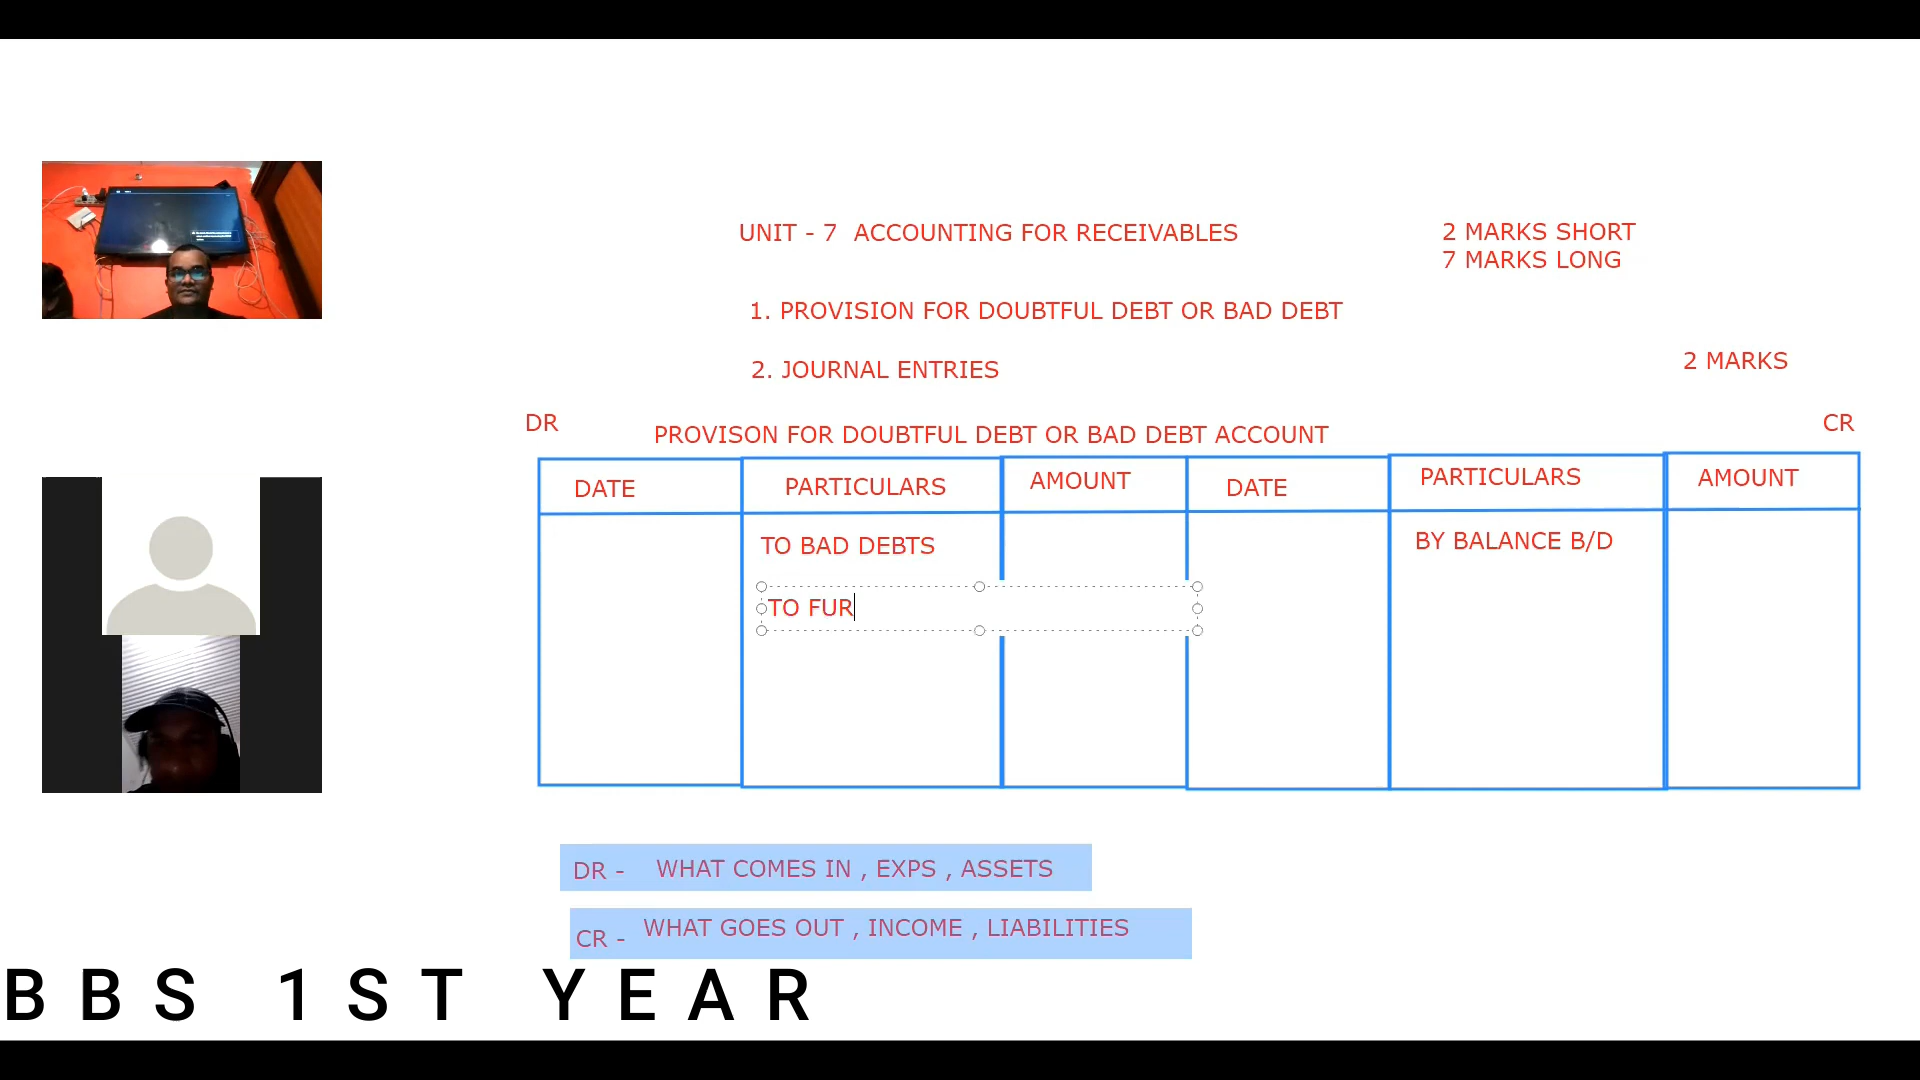 UNIT - 7 ACCOUNTING FOR RECEIVABLES
2 MARKS SHORT
7 MARKS LONG
1. PROVISION FOR DOUBTFUL DEBT OR BAD DEBT
2. JOURNAL ENTRIES
2 MARKS
DR
PROVISON FOR DOUBTFUL DEBT OR BAD DEBT ACCOUNT
CR
DATE PARTICULARS AMOUNT DATE PARTICULARS AMOUNT
TO BAD DEBTS
BY BALANCE B/D
TO FUR
DR - WHAT COMES IN , EXPS , ASSETS
CR - WHAT GOES OUT , INCOME , LIABILITIES
BBS 1ST YEAR